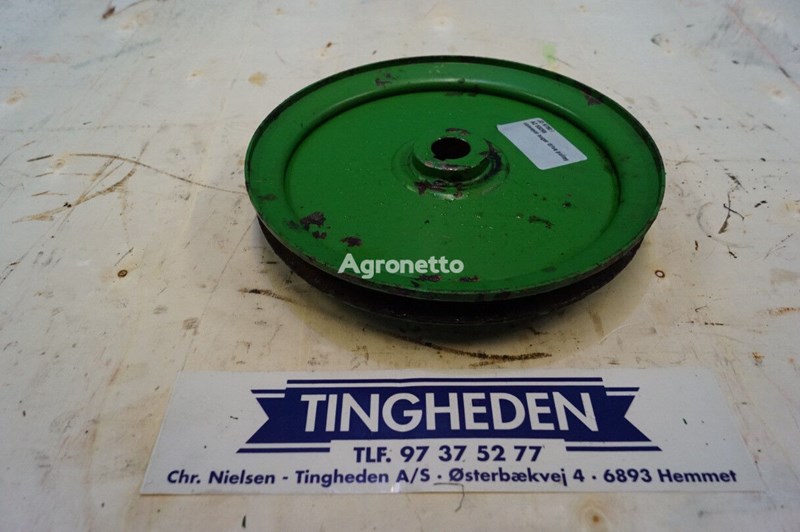 Agronetto
TINGHEDEN
TLF. 97 37 52 77
Chr. Nielsen - Tingheden A/S · Østerbækvej 4 · 6893 Hemmet